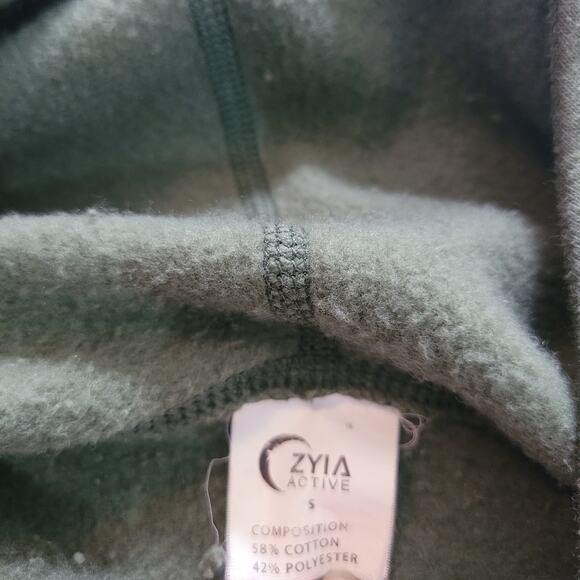 ZYIA
ACTIVE
S
COMPOSITION:
58% COTTON
42% POLYESTER